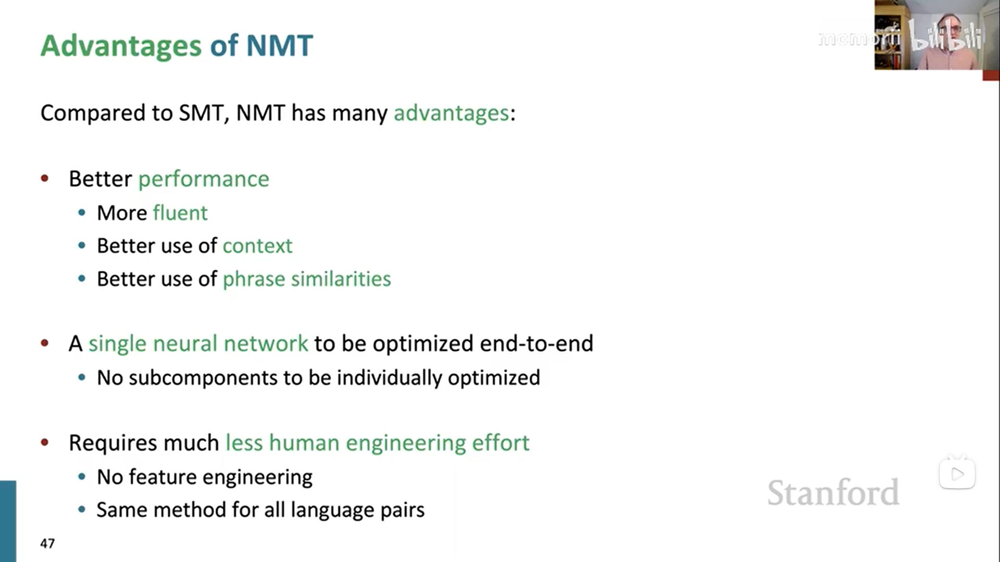 Advantages of NMT
bilibili
Compared to SMT, NMT has many advantages:
• Better performance
• More fluent
• Better use of context
• Better use of phrase similarities
• A single neural network to be optimized end-to-end
• No subcomponents to be individually optimized
• Requires much less human engineering effort
• No feature engineering
• Same method for all language pairs
Stanford
47